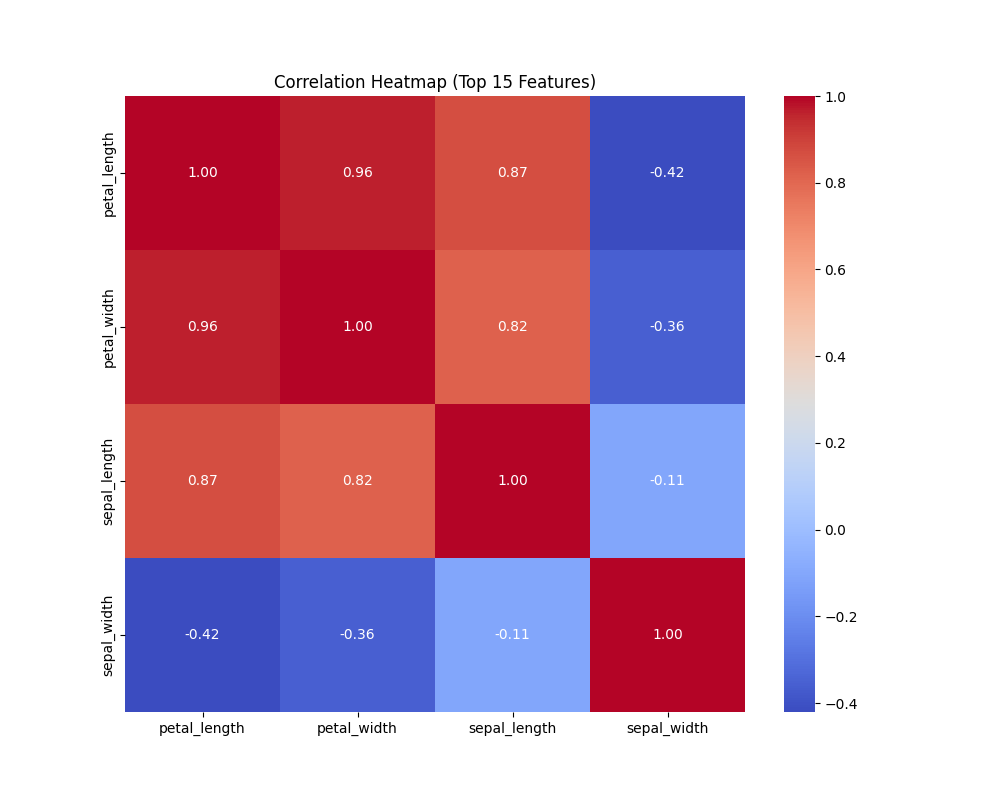 Correlation Heatmap (Top 15 Features)
petal_length
1.00
0.96
0.87
-0.42
petal_width
0.96
1.00
0.82
-0.36
sepal_length
0.87
0.82
1.00
-0.11
sepal_width
-0.42
-0.36
-0.11
1.00
petal_length
petal_width
sepal_length
sepal_width
1.0
0.8
0.6
0.4
0.2
0.0
−0.2
−0.4